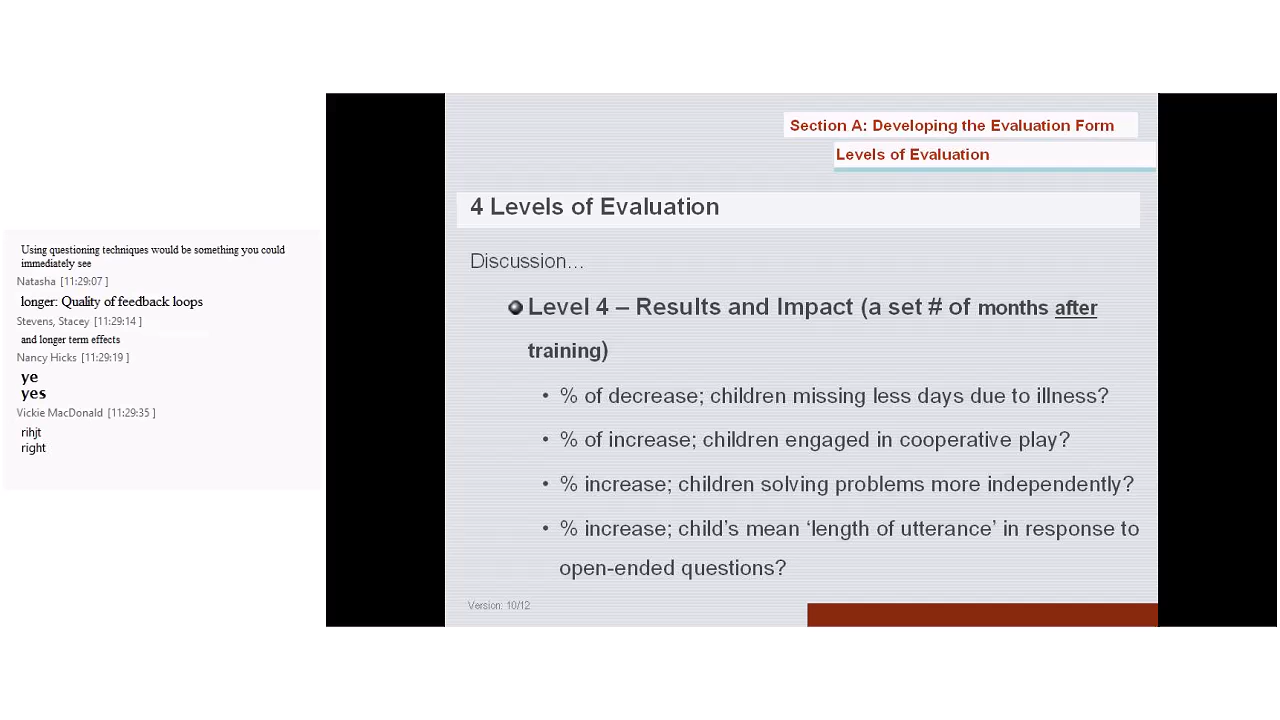 Using questioning techniques would be something you could
immediately see
Natasha [11:29:07 ]
longer: Quality of feedback loops
Stevens, Stacey [11:29:14 ]
and longer term effects
Nancy Hicks [11:29:19 ]
ye
yes
Vickie MacDonald [11:29:35 ]
rihjt
right
Section A: Developing the Evaluation Form
Levels of Evaluation
4 Levels of Evaluation
Discussion…
Level 4 – Results and Impact (a set # of months after
training)
• % of decrease; children missing less days due to illness?
• % of increase; children engaged in cooperative play?
• % increase; children solving problems more independently?
• % increase; child’s mean ‘length of utterance’ in response to
open-ended questions?
Version: 10/12